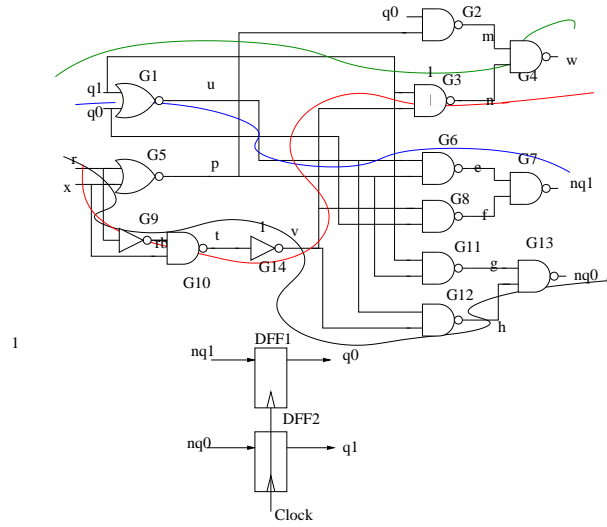 q0 G2
m
w
G4
q1 G1 u 1 G3
n
q0
G6 G7
r G5 p e nq1
x G8
f
G9 rb t 1 v G11 G13
G10 G14 g nq0
G12
h
1
DFF1
nq1 q0
DFF2
nq0 q1
Clock